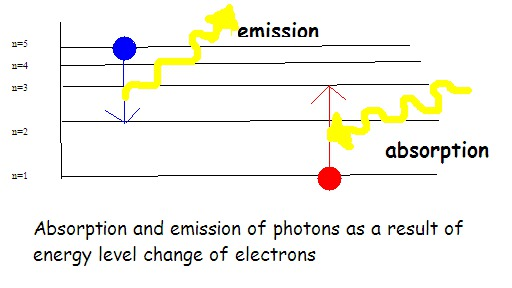 emission
n=5
n=4
n=3
n=2
n=1
absorption
Absorption and emission of photons as a result of
energy level change of electrons